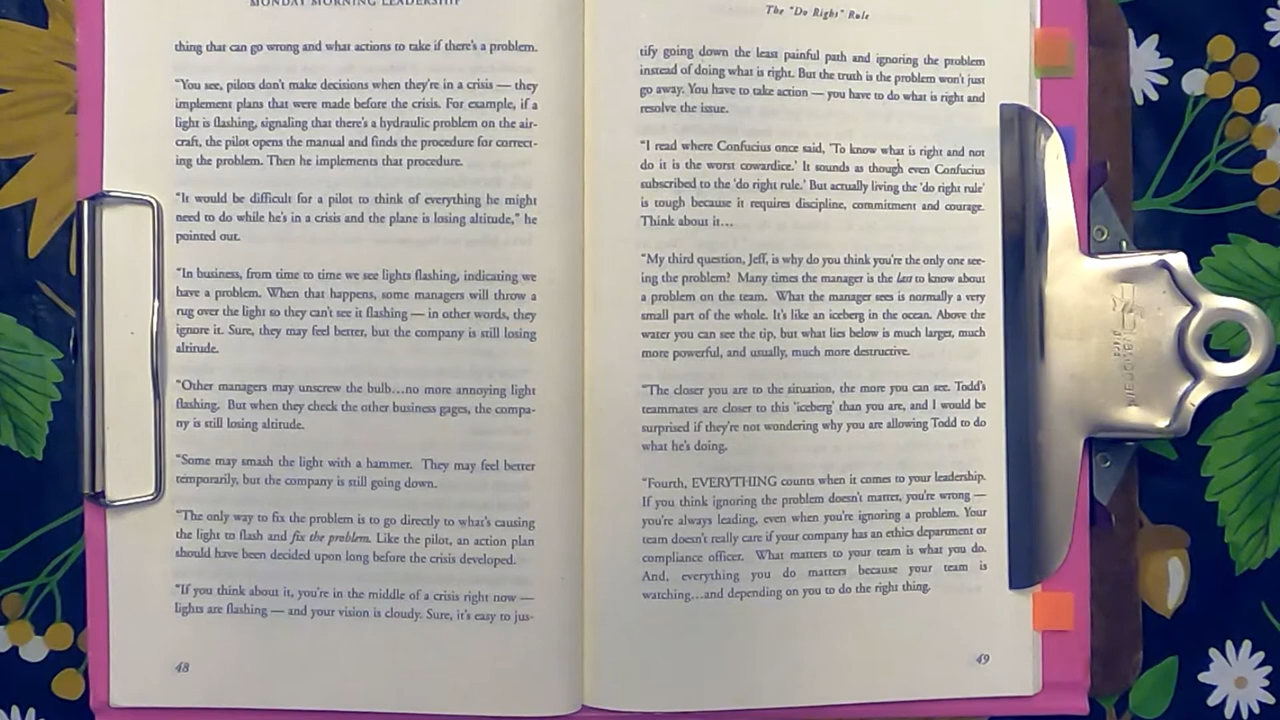 MONDAY MORNING LEADERSHIP
thing that can go wrong and what actions to take if there's a problem.
"You see, pilots don't make decisions when they're in a crisis — they
implement plans that were made before the crisis. For example, if a
light is flashing, signaling that there's a hydraulic problem on the air-
craft, the pilot opens the manual and finds the procedure for correct-
ing the problem. Then he implements that procedure.
"It would be difficult for a pilot to think of everything he might
need to do while he's in a crisis and the plane is losing altitude," he
pointed out.
"In business, from time to time we see lights flashing, indicating we
have a problem. When that happens, some managers will throw a
rug over the light so they can't see it flashing — in other words, they
ignore it. Sure, they may feel better, but the company is still losing
altitude.
"Other managers may unscrew the bulb…no more annoying light
flashing. But when they check the other business gages, the compa-
ny is still losing altitude.
"Some may smash the light with a hammer. They may feel better
temporarily, but the company is still going down.
"The only way to fix the problem is to go directly to what's causing
the light to flash and fix the problem. Like the pilot, an action plan
should have been decided upon long before the crisis developed.
"If you think about it, you're in the middle of a crisis right now —
lights are flashing — and your vision is cloudy. Sure, it's easy to jus-
48
The "Do Right" Rule
tify going down the least painful path and ignoring the problem
instead of doing what is right. But the truth is the problem won't just
go away. You have to take action — you have to do what is right and
resolve the issue.
"I read where Confucius once said, 'To know what is right and not
do it is the worst cowardice.' It sounds as though even Confucius
subscribed to the 'do right rule.' But actually living the 'do right rule'
is tough because it requires discipline, commitment and courage.
Think about it…
"My third question, Jeff, is why do you think you're the only one see-
ing the problem? Many times the manager is the last to know about
a problem on the team. What the manager sees is normally a very
small part of the whole. It's like an iceberg in the ocean. Above the
water you can see the tip, but what lies below is much larger, much
more powerful, and usually, much more destructive.
"The closer you are to the situation, the more you can see. Todd's
teammates are closer to this 'iceberg' than you are, and I would be
surprised if they're not wondering why you are allowing Todd to do
what he's doing.
"Fourth, EVERYTHING counts when it comes to your leadership.
If you think ignoring the problem doesn't matter, you're wrong —
you're always leading, even when you're ignoring a problem. Your
team doesn't really care if your company has an ethics department or
compliance officer. What matters to your team is what you do.
And, everything you do matters because your team is
watching…and depending on you to do the right thing.
49